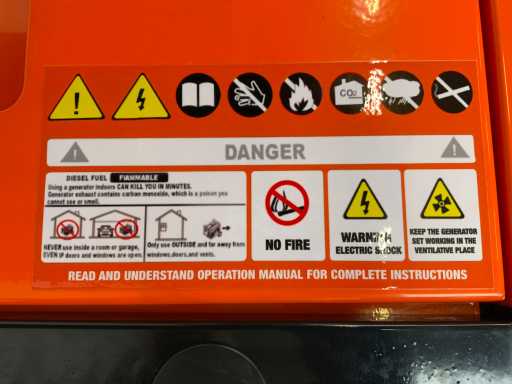 CO2
DANGER
DIESEL FUEL FLAMMABLE
Using a generator indoors CAN KILL YOU IN MINUTES.
Generator exhaust contains carbon monoxide, which is a poison you
cannot see or smell.
NEVER use inside a room or garage,
EVEN IF doors and windows are open.
Only use OUTSIDE and far away from
windows,doors,and vents.
NO FIRE
WARNING
ELECTRIC SHOCK
KEEP THE GENERATOR
SET WORKING IN THE
VENTILATIVE PLACE
READ AND UNDERSTAND OPERATION MANUAL FOR COMPLETE INSTRUCTIONS